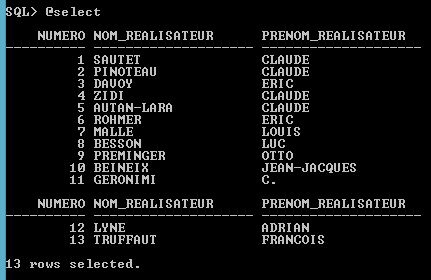 SQL> @select
NUMERO NOM_REALISATEUR PRENOM_REALISATEUR
1 SAUTET CLAUDE
2 PINOTEAU CLAUDE
3 DAVOY ERIC
4 ZIDI CLAUDE
5 AUTAN-LARA CLAUDE
6 ROHMER ERIC
7 MALLE LOUIS
8 BESSON LUC
9 PREMINGER OTTO
10 BEINEIX JEAN-JACQUES
11 GERONIMI C.
NUMERO NOM_REALISATEUR PRENOM_REALISATEUR
12 LYNE ADRIAN
13 TRUFFAUT FRANCOIS
13 rows selected.